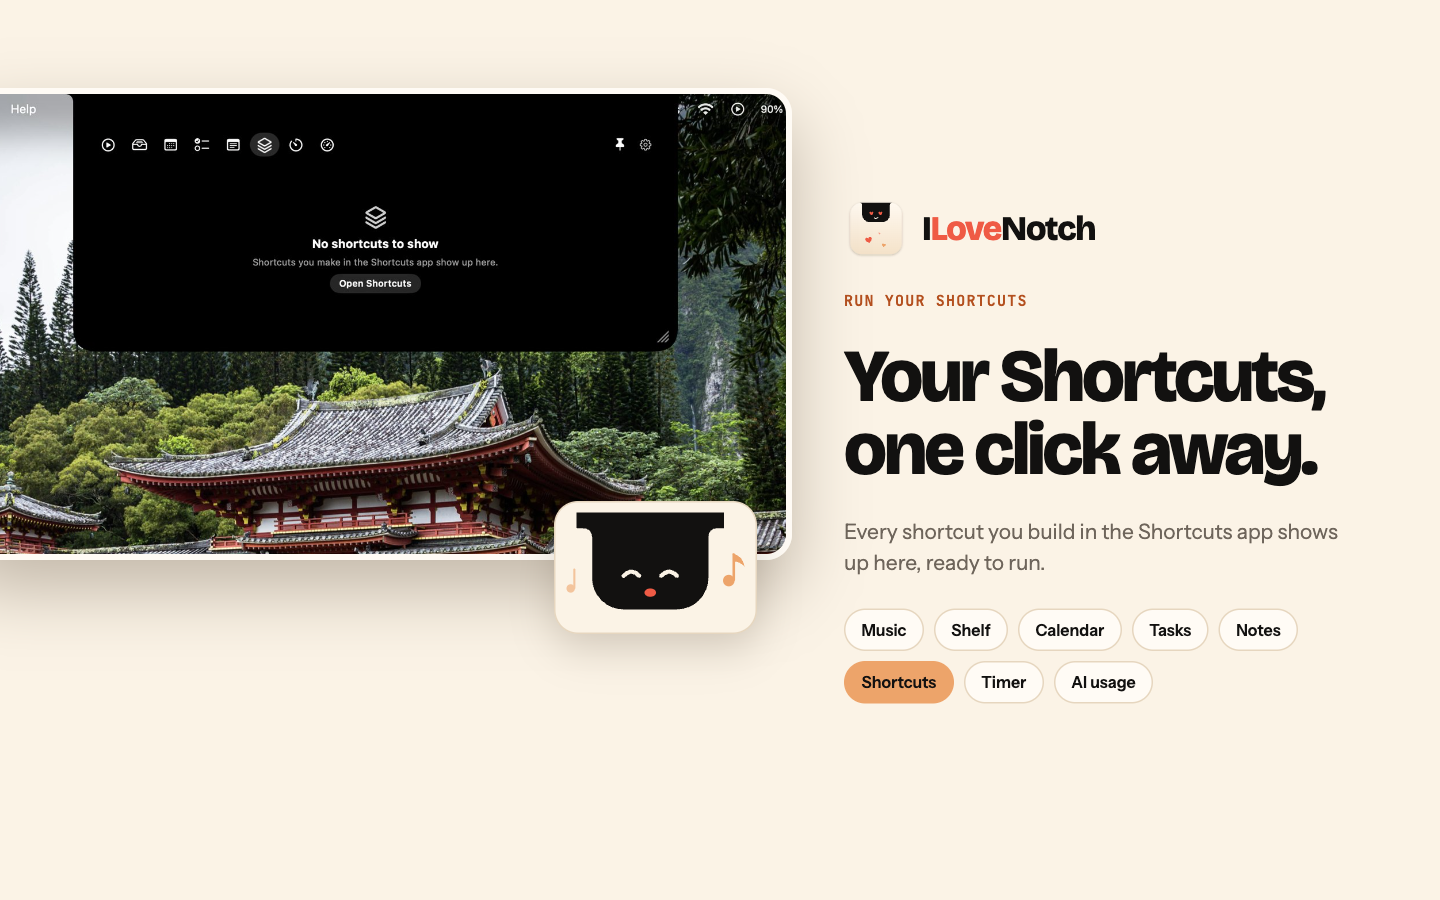 Help
90%
No shortcuts to show
Shortcuts you make in the Shortcuts app show up here.
Open Shortcuts
ILoveNotch
RUN YOUR SHORTCUTS
Your Shortcuts,
one click away.
Every shortcut you build in the Shortcuts app shows
up here, ready to run.
Music
Shelf
Calendar
Tasks
Notes
Shortcuts
Timer
AI usage